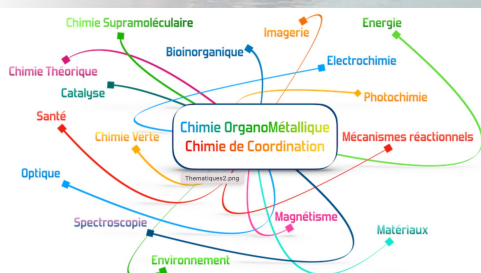 Chimie Supramoléculaire
Imagerie
Energie
Bioinorganique
Electrochimie
Chimie Théorique
Catalyse
Photochimie
Santé
Chimie OrganoMétallique
Chimie de Coordination
Chimie Verte
Mécanismes réactionnels
Optique
Thematiques2.png
Spectroscopie
Magnétisme
Matériaux
Environnement